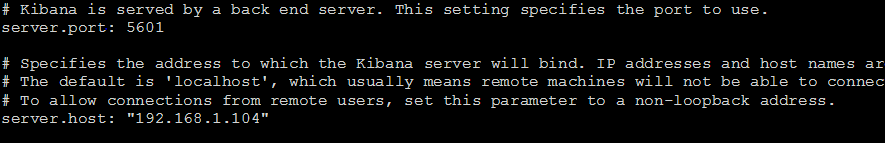 # Kibana is served by a back end server. This setting specifies the port to use.
server.port: 5601
# Specifies the address to which the Kibana server will bind. IP addresses and host names ar
# The default is 'localhost', which usually means remote machines will not be able to connec
# To allow connections from remote users, set this parameter to a non-loopback address.
server.host: "192.168.1.104"